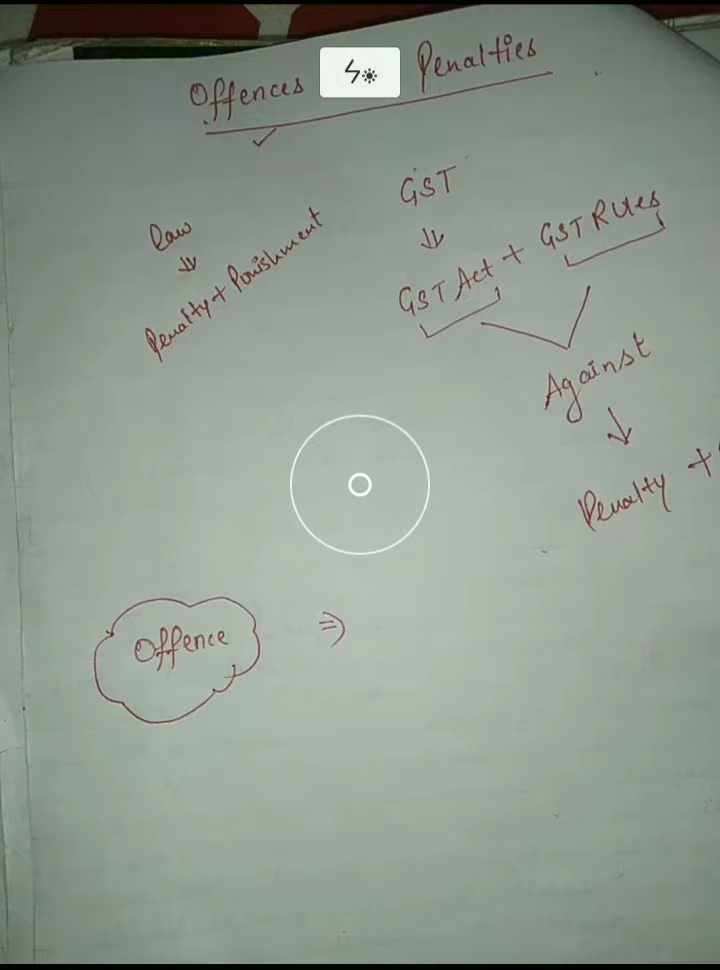 Offences Penalties
Law
Penalty + Punishment
GST
GST Act + GST RUles
Against
Penalty +
Offence